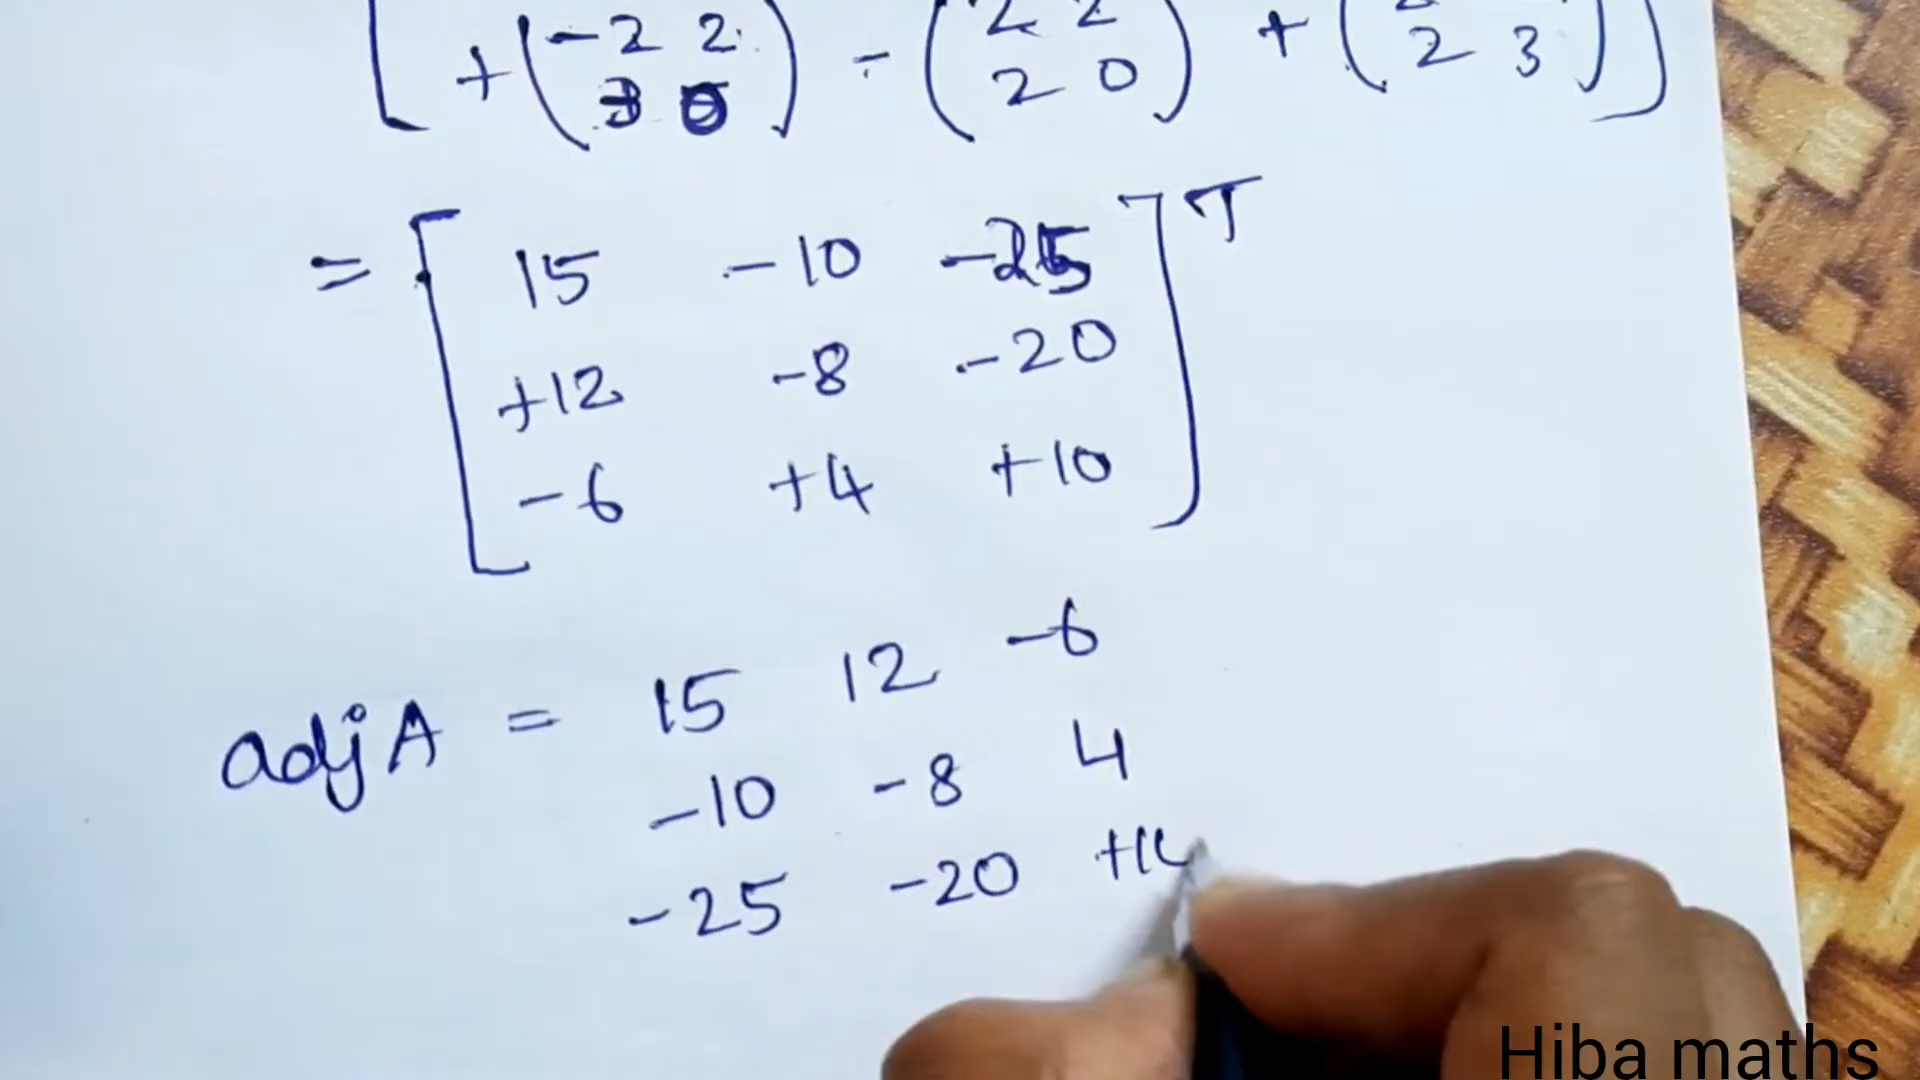 +(-2 2) - (2 2) + (
3 0 2 0 2 3
= [ 15 -10 -25 ] T
+12 -8 -20
-6 +4 +10
adj A = 15 12 -6
-10 -8 4
-25 -20
Hiba maths